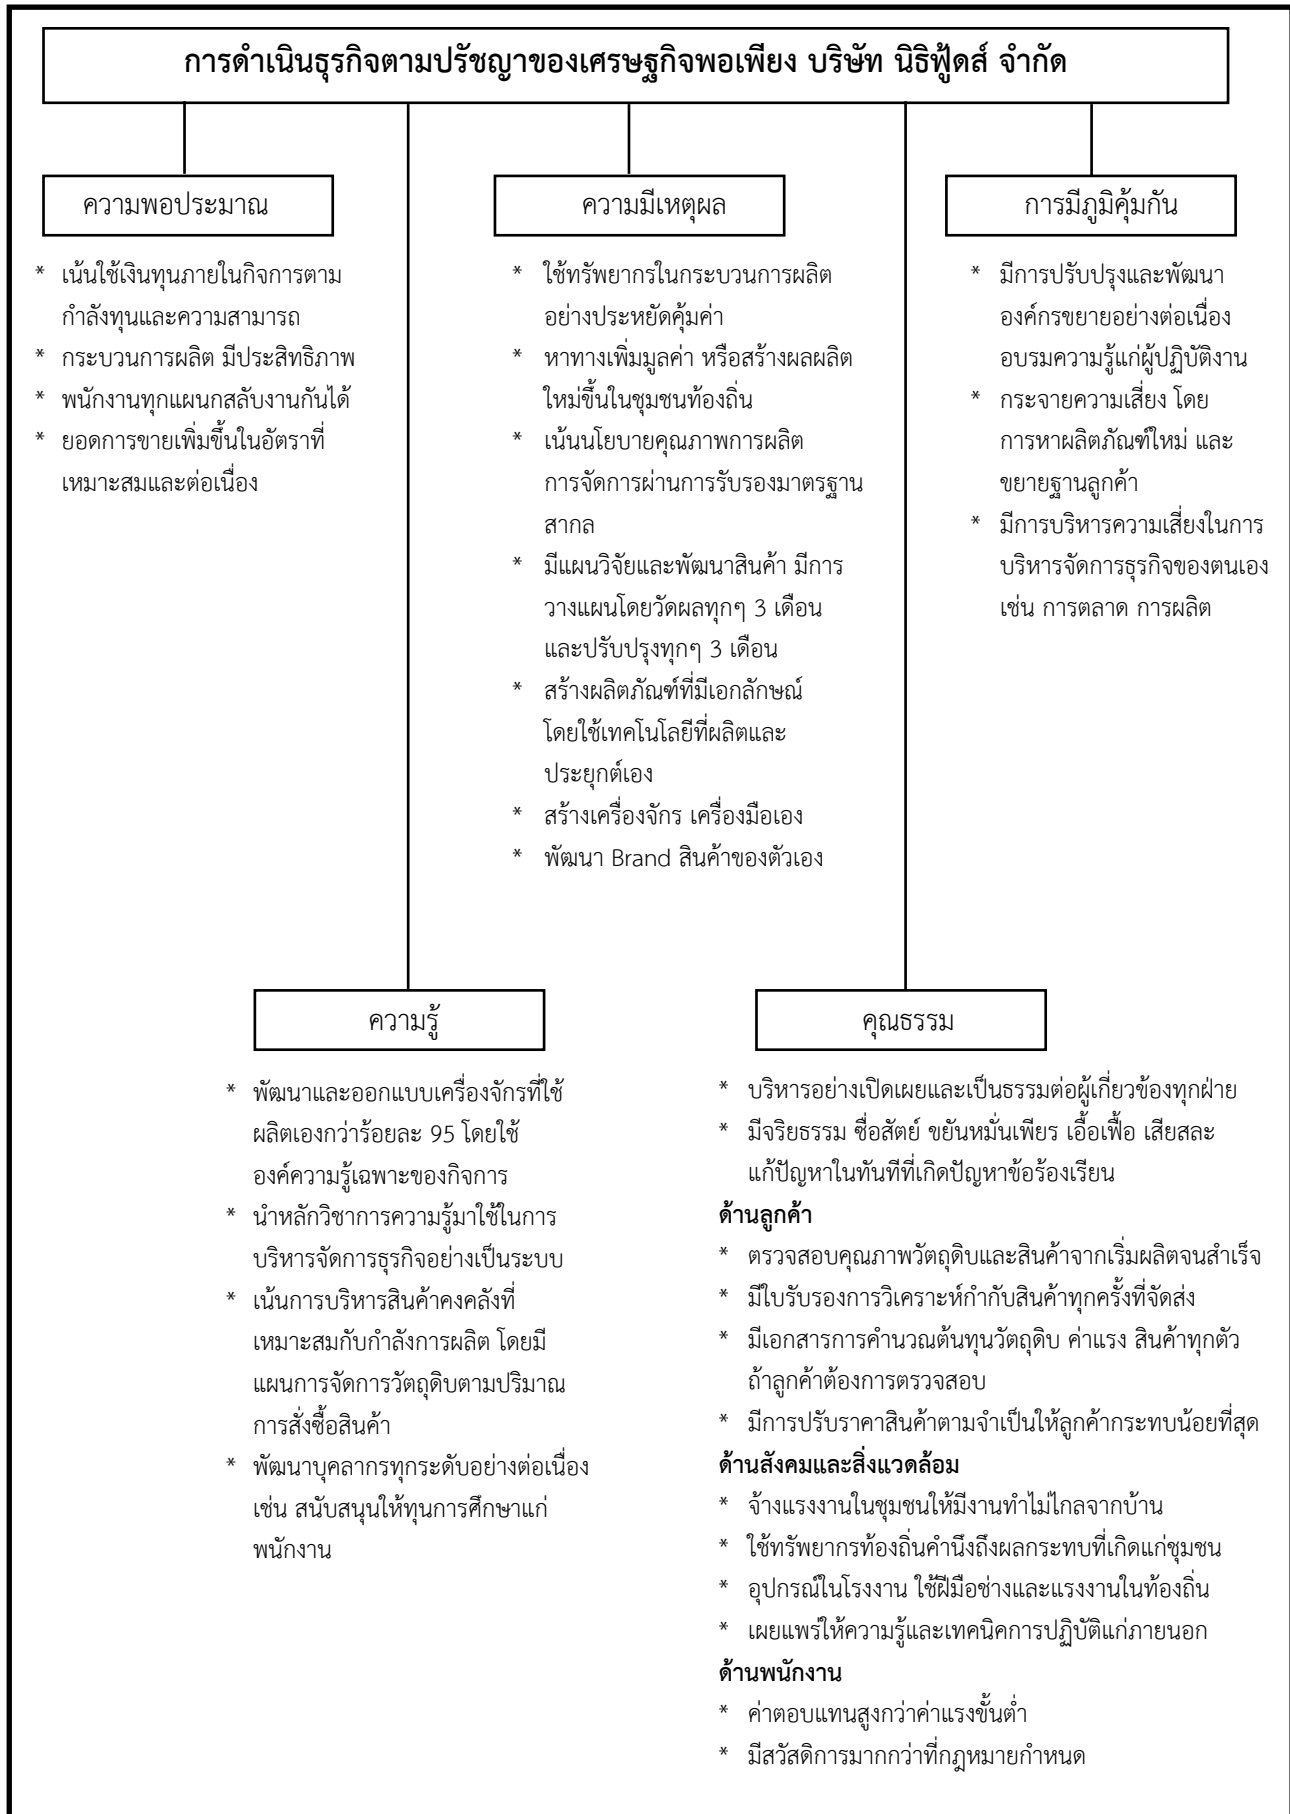 การดำเนินธุรกิจตามปรัชญาของเศรษฐกิจพอเพียง บริษัท นิธิฟู้ดส์ จำกัด
ความพอประมาณ
* เน้นใช้เงินทุนภายในกิจการตาม
กำลังทุนและความสามารถ
* กระบวนการผลิต มีประสิทธิภาพ
* พนักงานทุกแผนกสลับงานกันได้
* ยอดการขายเพิ่มขึ้นในอัตราที่
เหมาะสมและต่อเนื่อง
ความมีเหตุผล
* ใช้ทรัพยากรในกระบวนการผลิต
อย่างประหยัดคุ้มค่า
* หาทางเพิ่มมูลค่า หรือสร้างผลผลิต
ใหม่ขึ้นในชุมชนท้องถิ่น
* เน้นนโยบายคุณภาพการผลิต
การจัดการผ่านการรับรองมาตรฐาน
สากล
* มีแผนวิจัยและพัฒนาสินค้า มีการ
วางแผนโดยวัดผลทุกๆ 3 เดือน
และปรับปรุงทุกๆ 3 เดือน
* สร้างผลิตภัณฑ์ที่มีเอกลักษณ์
โดยใช้เทคโนโลยีที่ผลิตและ
ประยุกต์เอง
* สร้างเครื่องจักร เครื่องมือเอง
* พัฒนา Brand สินค้าของตัวเอง
การมีภูมิคุ้มกัน
* มีการปรับปรุงและพัฒนา
องค์กรขยายอย่างต่อเนื่อง
อบรมความรู้แก่ผู้ปฏิบัติงาน
* กระจายความเสี่ยง โดย
การหาผลิตภัณฑ์ใหม่ และ
ขยายฐานลูกค้า
* มีการบริหารความเสี่ยงในการ
บริหารจัดการธุรกิจของตนเอง
เช่น การตลาด การผลิต
ความรู้
* พัฒนาและออกแบบเครื่องจักรที่ใช้
ผลิตเองกว่าร้อยละ 95 โดยใช้
องค์ความรู้เฉพาะของกิจการ
* นำหลักวิชาการความรู้มาใช้ในการ
บริหารจัดการธุรกิจอย่างเป็นระบบ
* เน้นการบริหารสินค้าคงคลังที่
เหมาะสมกับกำลังการผลิต โดยมี
แผนการจัดการวัตถุดิบตามปริมาณ
การสั่งซื้อสินค้า
* พัฒนาบุคลากรทุกระดับอย่างต่อเนื่อง
เช่น สนับสนุนให้ทุนการศึกษาแก่
พนักงาน
คุณธรรม
* บริหารอย่างเปิดเผยและเป็นธรรมต่อผู้เกี่ยวข้องทุกฝ่าย
* มีจริยธรรม ซื่อสัตย์ ขยันหมั่นเพียร เอื้อเฟื้อ เสียสละ
แก้ปัญหาในทันทีที่เกิดปัญหาข้อร้องเรียน
ด้านลูกค้า
* ตรวจสอบคุณภาพวัตถุดิบและสินค้าจากเริ่มผลิตจนสำเร็จ
* มีใบรับรองการวิเคราะห์กำกับสินค้าทุกครั้งที่จัดส่ง
* มีเอกสารการคำนวณต้นทุนวัตถุดิบ ค่าแรง สินค้าทุกตัว
ถ้าลูกค้าต้องการตรวจสอบ
* มีการปรับราคาสินค้าตามจำเป็นให้ลูกค้ากระทบน้อยที่สุด
ด้านสังคมและสิ่งแวดล้อม
* จ้างแรงงานในชุมชนให้มีงานทำไม่ไกลจากบ้าน
* ใช้ทรัพยากรท้องถิ่นคำนึงถึงผลกระทบที่เกิดแก่ชุมชน
* อุปกรณ์ในโรงงาน ใช้ฝีมือช่างและแรงงานในท้องถิ่น
* เผยแพร่ให้ความรู้และเทคนิคการปฏิบัติแก่ภายนอก
ด้านพนักงาน
* ค่าตอบแทนสูงกว่าค่าแรงขั้นต่ำ
* มีสวัสดิการมากกว่าที่กฎหมายกำหนด